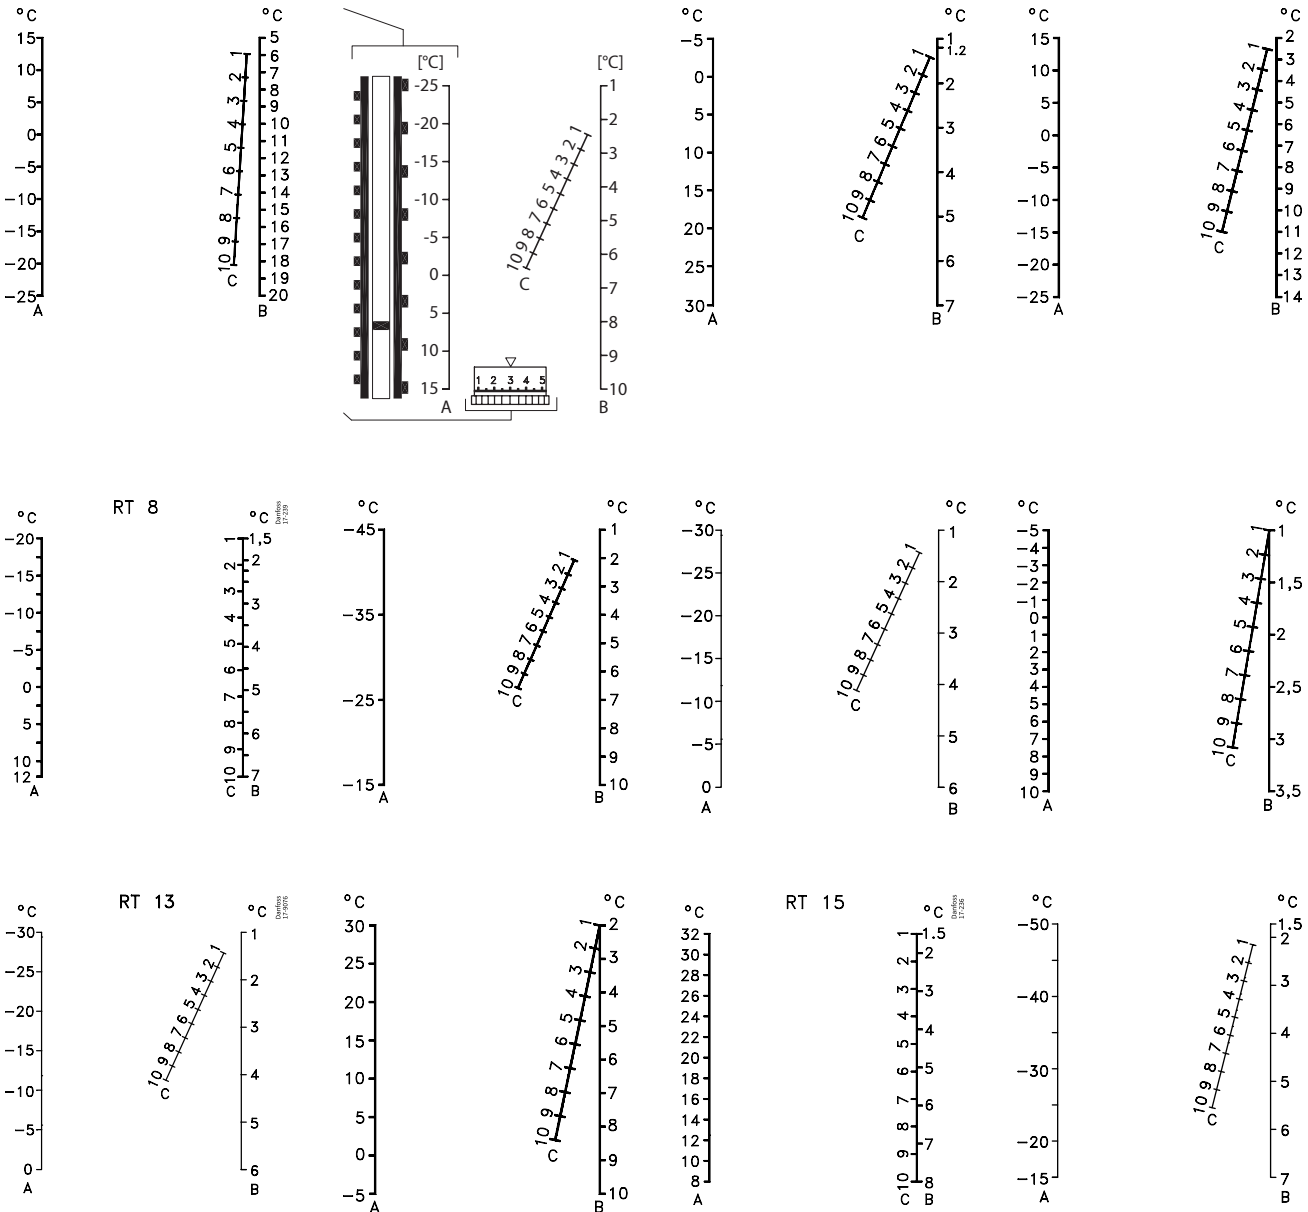 °C °C
15 10 5 0 −5 −10 −15 −20 −25
A
1 2 3 4 5 6 7 8 9 10
C
5 6 7 8 9 10 11 12 13 14 15 16 17 18 19 20
B
[°C] [°C]
-25 -20 -15 -10 -5 0 5 10 15
A
1 2 3 4 5 6 7 8 9 10
C
1 2 3 4 5 6 7 8 9 10
B
1 2 3 4 5
°C °C
−5 0 5 10 15 20 25 30
A
1 2 3 4 5 6 7 8 9 10
C
1 1.2 2 3 4 5 6 7
B
°C °C
15 10 5 0 −5 −10 −15 −20 −25
A
1 2 3 4 5 6 7 8 9 10
C
2 3 4 5 6 7 8 9 10 11 12 13 14
B
RT 8
°C °C
Danfoss
17-239
−20 −15 −10 −5 0 5 10 12
A
1 2 3 4 5 6 7 8 9 10
C
1,5 2 3 4 5 6 7
B
°C °C
−45 −35 −25 −15
A
1 2 3 4 5 6 7 8 9 10
C
1 2 3 4 5 6 7 8 9 10
B
°C °C
−30 −25 −20 −15 −10 −5 0
A
1 2 3 4 5 6 7 8 9 10
C
1 2 3 4 5 6
B
°C °C
−5 −4 −3 −2 −1 0 1 2 3 4 5 6 7 8 9 10
A
1 2 3 4 5 6 7 8 9 10
C
1 1,5 2 2,5 3 3,5
B
RT 13
°C °C
Danfoss
17-9076
−30 −25 −20 −15 −10 −5 0
A
1 2 3 4 5 6 7 8 9 10
C
1 2 3 4 5 6
B
°C °C
30 25 20 15 10 5 0 −5
A
1 2 3 4 5 6 7 8 9 10
C
2 3 4 5 6 7 8 9 10
B
RT 15
°C °C
Danfoss
17-236
32 30 28 26 24 22 20 18 16 14 12 10 8
A
1 2 3 4 5 6 7 8 9 10
C
1.5 2 3 4 5 6 7 8
B
°C °C
−50 −40 −30 −20 −15
A
1 2 3 4 5 6 7 8 9 10
C
1.5 2 3 4 5 6 7
B